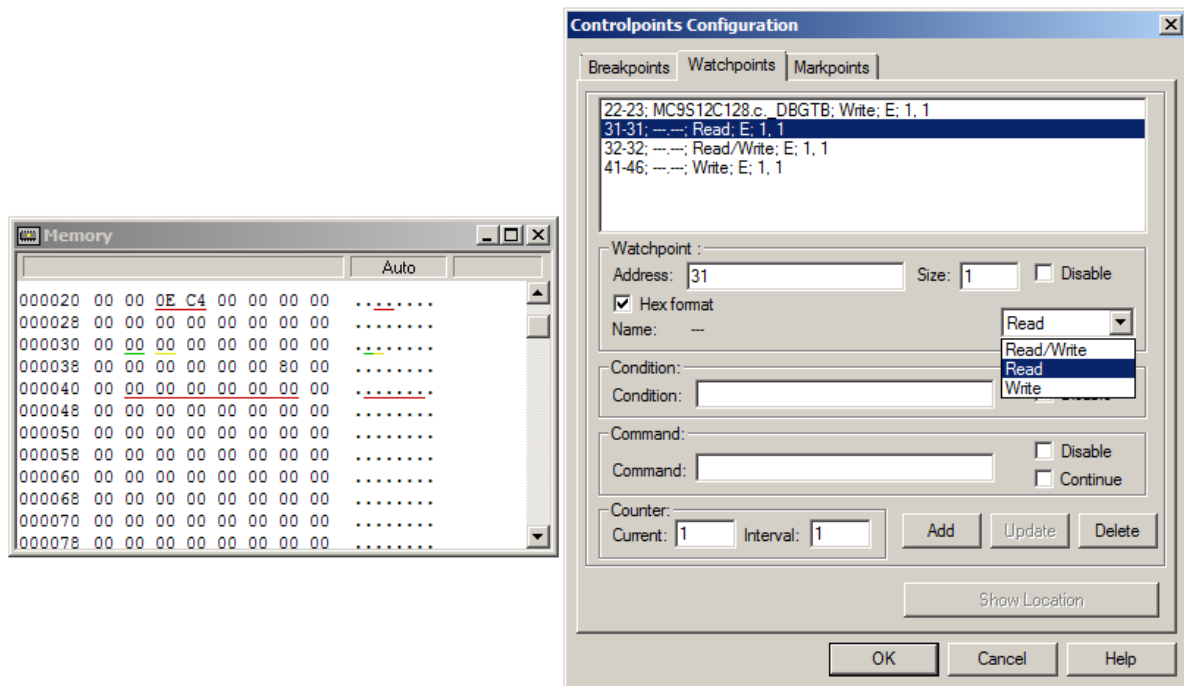 Memory
Auto
000020 00 00 0E C4 00 00 00 00 ........
000028 00 00 00 00 00 00 00 00 ........
000030 00 00 00 00 00 00 00 00 ........
000038 00 00 00 00 00 00 80 00 ........
000040 00 00 00 00 00 00 00 00 ........
000048 00 00 00 00 00 00 00 00 ........
000050 00 00 00 00 00 00 00 00 ........
000058 00 00 00 00 00 00 00 00 ........
000060 00 00 00 00 00 00 00 00 ........
000068 00 00 00 00 00 00 00 00 ........
000070 00 00 00 00 00 00 00 00 ........
000078 00 00 00 00 00 00 00 00 ........
Controlpoints Configuration
Breakpoints Watchpoints Markpoints
22-23; MC9S12C128.c._DBGTB; Write; E; 1, 1
31-31; ---.---; Read; E; 1, 1
32-32; ---.---; Read/Write; E; 1, 1
41-46; ---.---; Write; E; 1, 1
Watchpoint :
Address: 31 Size: 1 Disable
Hex format
Name: --- Read
Read/Write
Read
Write
Condition:
Condition:
Command:
Command: Disable
Continue
Counter:
Current: 1 Interval: 1 Add Update Delete
Show Location
OK Cancel Help